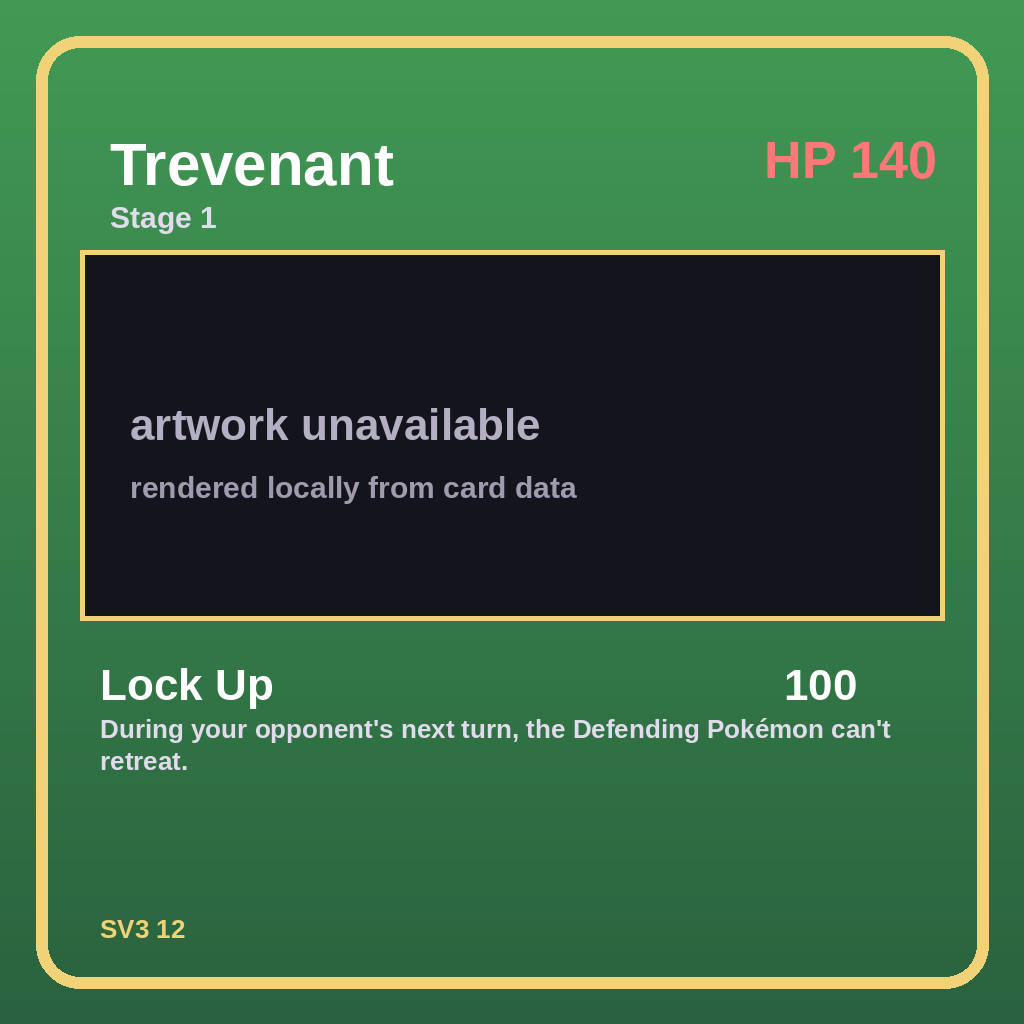 Trevenant
HP 140
Stage 1
artwork unavailable
rendered locally from card data
Lock Up
100
During your opponent's next turn, the Defending Pokémon can't
retreat.
SV3 12